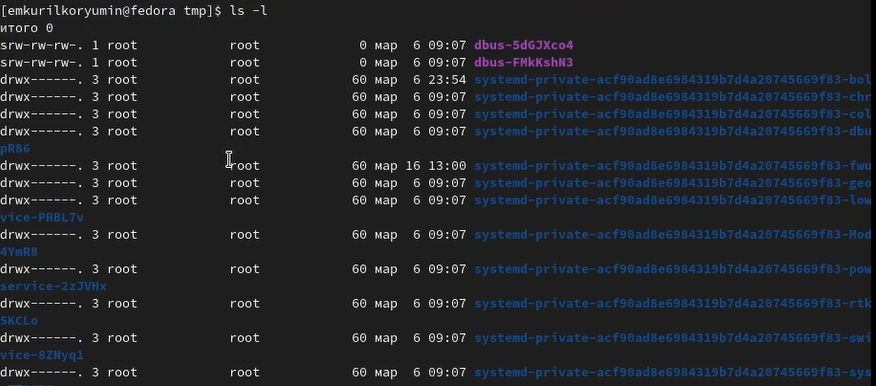 [emkurilkoryumin@fedora tmp]$ ls -l
итого 0
srw-rw-rw-. 1 root root 0 мар 6 09:07 dbus-5dGJXco4
srw-rw-rw-. 1 root root 0 мар 6 09:07 dbus-FMkKshN3
drwx------. 3 root root 60 мар 6 23:54 systemd-private-acf90ad8e6984319b7d4a20745669f83-bol
drwx------. 3 root root 60 мар 6 09:07 systemd-private-acf90ad8e6984319b7d4a20745669f83-chr
drwx------. 3 root root 60 мар 6 09:07 systemd-private-acf90ad8e6984319b7d4a20745669f83-col
drwx------. 3 root root 60 мар 6 09:07 systemd-private-acf90ad8e6984319b7d4a20745669f83-dbu
pR86
drwx------. 3 root root 60 мар 16 13:00 systemd-private-acf90ad8e6984319b7d4a20745669f83-fwu
drwx------. 3 root root 60 мар 6 09:07 systemd-private-acf90ad8e6984319b7d4a20745669f83-geo
drwx------. 3 root root 60 мар 6 09:07 systemd-private-acf90ad8e6984319b7d4a20745669f83-low
vice-PRBL7v
drwx------. 3 root root 60 мар 6 09:07 systemd-private-acf90ad8e6984319b7d4a20745669f83-Mod
4YmR8
drwx------. 3 root root 60 мар 6 09:07 systemd-private-acf90ad8e6984319b7d4a20745669f83-pow
service-2zJVHx
drwx------. 3 root root 60 мар 6 09:07 systemd-private-acf90ad8e6984319b7d4a20745669f83-rtk
SKCLo
drwx------. 3 root root 60 мар 6 09:07 systemd-private-acf90ad8e6984319b7d4a20745669f83-swi
vice-8ZNyq1
drwx------. 3 root root 60 мар 6 09:07 systemd-private-acf90ad8e6984319b7d4a20745669f83-sys